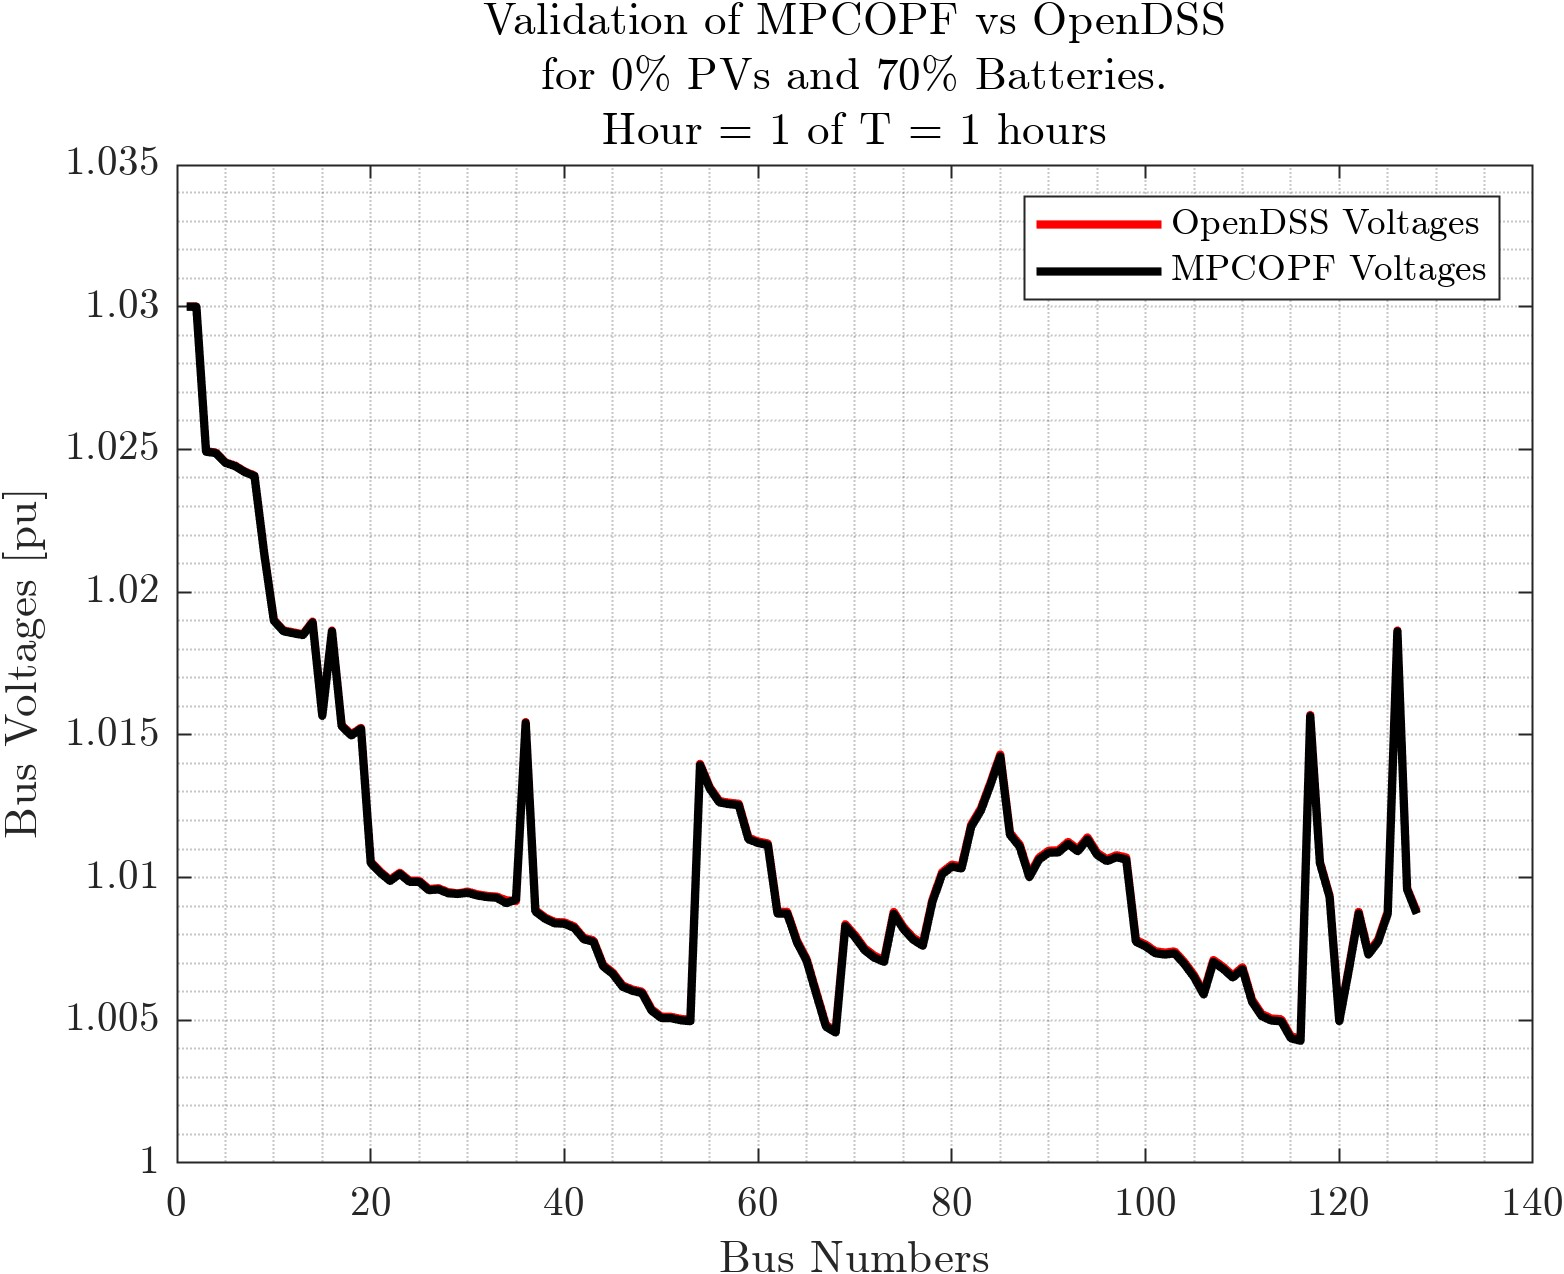 Validation of MPCOPF vs OpenDSS
for 0% PVs and 70% Batteries.
Hour = 1 of T = 1 hours
1.035
1.03
1.025
1.02
1.015
1.01
1.005
1
Bus Voltages [pu]
OpenDSS Voltages
MPCOPF Voltages
0 20 40 60 80 100 120 140
Bus Numbers